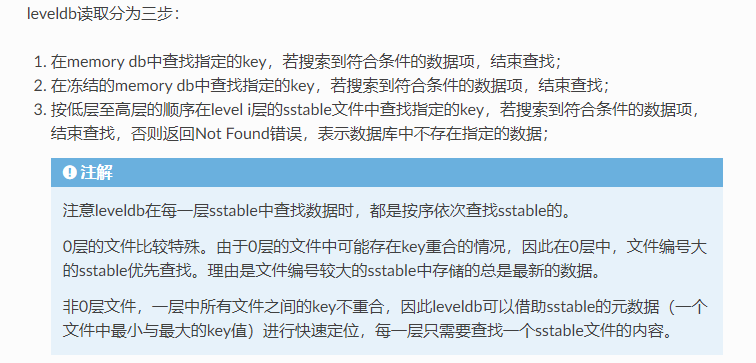 leveldb读取分为三步：
1. 在memory db中查找指定的key，若搜索到符合条件的数据项，结束查找；
2. 在冻结的memory db中查找指定的key，若搜索到符合条件的数据项，结束查找；
3. 按低层至高层的顺序在level i层的sstable文件中查找指定的key，若搜索到符合条件的数据项，
结束查找，否则返回Not Found错误，表示数据库中不存在指定的数据；
注解
注意leveldb在每一层sstable中查找数据时，都是按序依次查找sstable的。
0层的文件比较特殊。由于0层的文件中可能存在key重合的情况，因此在0层中，文件编号大
的sstable优先查找。理由是文件编号较大的sstable中存储的总是最新的数据。
非0层文件，一层中所有文件之间的key不重合，因此leveldb可以借助sstable的元数据（一个
文件中最小与最大的key值）进行快速定位，每一层只需要查找一个sstable文件的内容。